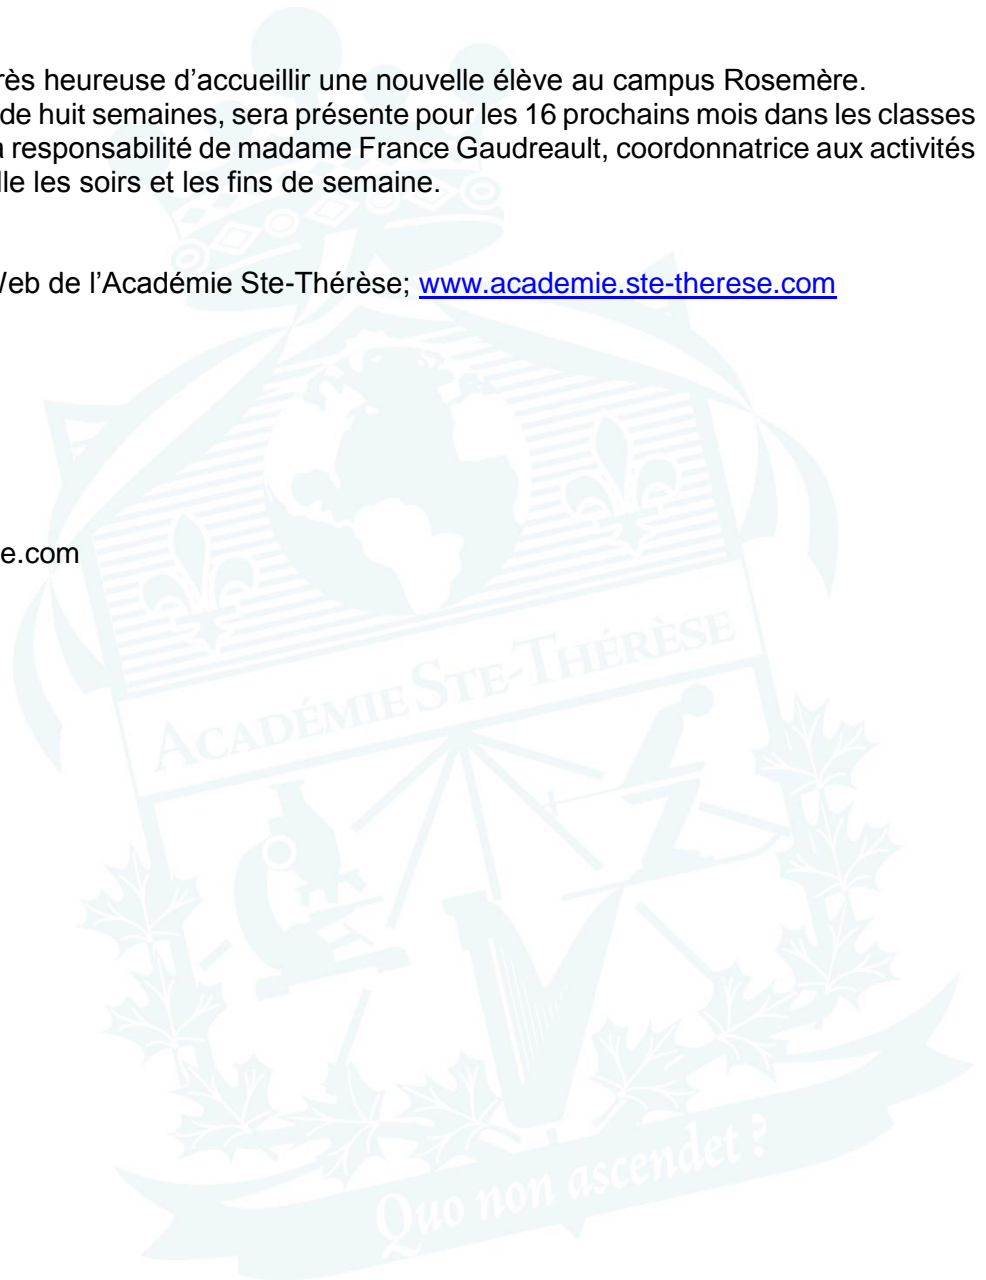 rès heureuse d’accueillir une nouvelle élève au campus Rosemère.
de huit semaines, sera présente pour les 16 prochains mois dans les classes
responsabilité de madame France Gaudreault, coordonnatrice aux activités
lle les soirs et les fins de semaine.
Web de l’Académie Ste-Thérèse; www.academie.ste-therese.com
e.com
ACADÉMIE STE-THÉRÈSE
Quo non ascendet ?